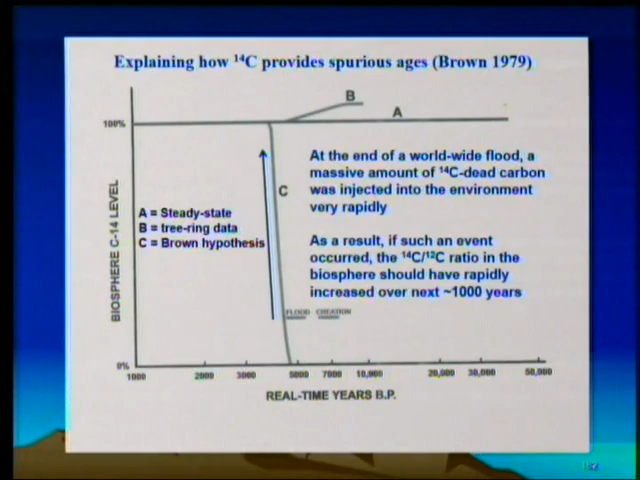 Explaining how ¹⁴C provides spurious ages (Brown 1979)
B
A
100%
At the end of a world-wide flood, a
massive amount of ¹⁴C-dead carbon
was injected into the environment
very rapidly
C
A = Steady-state
B = tree-ring data
C = Brown hypothesis
As a result, if such an event
occurred, the ¹⁴C/¹²C ratio in the
biosphere should have rapidly
increased over next ~1000 years
BIOSPHERE C-14 LEVEL
FLOOD CREATION
0%
1000 2000 3000 5000 7000 10,000 20,000 30,000 50,000
REAL-TIME YEARS B.P.